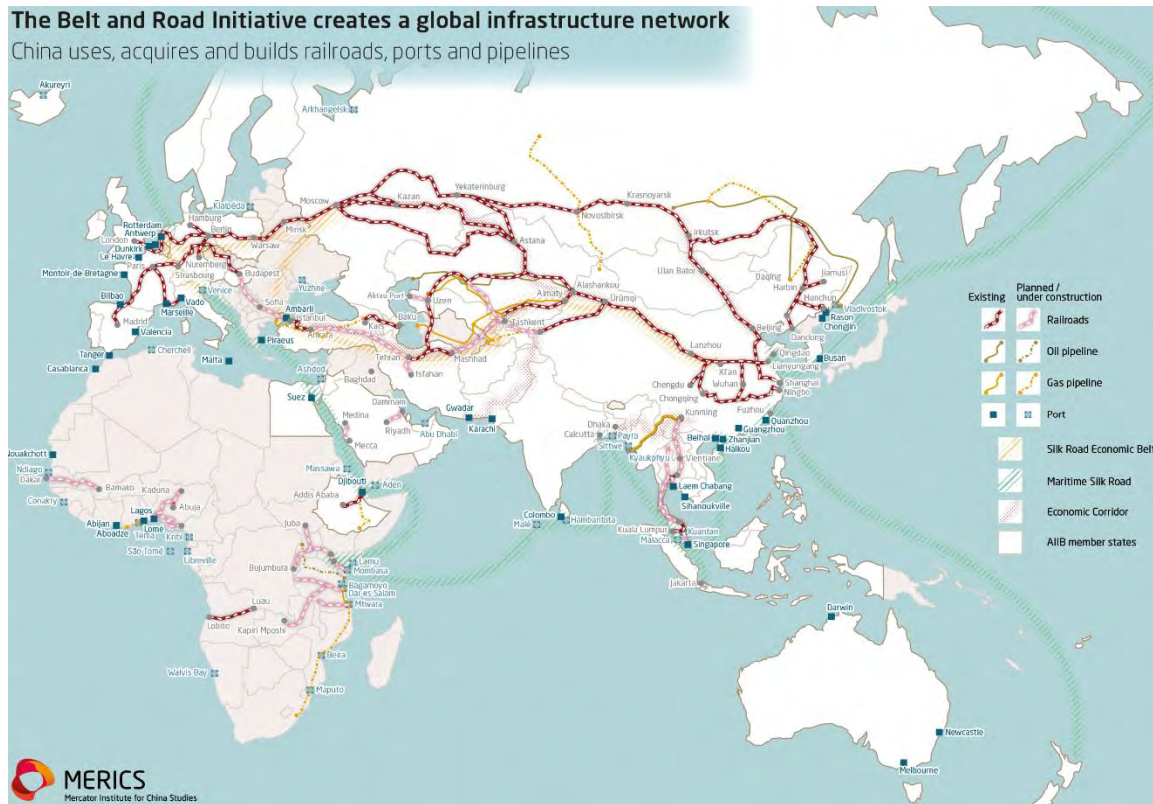 The Belt and Road Initiative creates a global infrastructure network
China uses, acquires and builds railroads, ports and pipelines
Akureyri
Arkhangelsk
Klaipėda
Moscow
Kazan
Yekaterinburg
Krasnoyarsk
Novosibirsk
Hamburg
Rotterdam
Antwerp
Berlin
Minsk
London
Dunkirk
Le Havre
Warsaw
Irkutsk
Astana
Paris
Nuremberg
Strasbourg
Budapest
Ulan Bator
Daqing
Jiamusi
Harbin
Montoir-de-Bretagne
Venice
Yuzhne
Alashankou
Almaty
Ürümqi
Hunchun
Vladivostok
Bilbao
Vado
Marseille
Sofia
Aktau Port
Uzen
Rason
Chongjin
Madrid
Ambarli
Istanbul
Kars
Baku
Tashkent
Beijing
Dandong
Valencia
Piraeus
Ankara
Lanzhou
Qingdao
Busan
Tanger
Cherchell
Malta
Tehran
Mashhad
Lianyungang
Casablanca
Ashdod
Baghdad
Isfahan
Xi'an
Chengdu
Wuhan
Shanghai
Ningbo
Chongqing
Suez
Medina
Dammam
Gwadar
Karachi
Kunming
Fuzhou
Quanzhou
Guangzhou
Riyadh
Abu Dhabi
Mecca
Dhaka
Calcutta
Payra
Sittwe
Kyaukphyu
Beihai
Zhanjian
Haikou
Nouakchott
Ndiago
Dakar
Massawa
Vientiane
Bamako
Kaduna
Djibouti
Aden
Laem Chabang
Conakry
Abuja
Addis Ababa
Sihanoukville
Lagos
Abijan
Lomé
Aboadze
Tema
Kribi
Juba
Colombo
Hambantota
Malé
Kuala Lumpur
Kuantan
Malacca
Singapore
São Tomé
Libreville
Lamu
Mombasa
Bujumbura
Bagamoyo
Dar es Salam
Jakarta
Mtwara
Luau
Lobito
Kapiri Mposhi
Darwin
Beira
Walvis Bay
Maputo
Newcastle
Melbourne
Existing
Planned /
under construction
Railroads
Oil pipeline
Gas pipeline
Port
Silk Road Economic Belt
Maritime Silk Road
Economic Corridor
AIIB member states
MERICS
Mercator Institute for China Studies